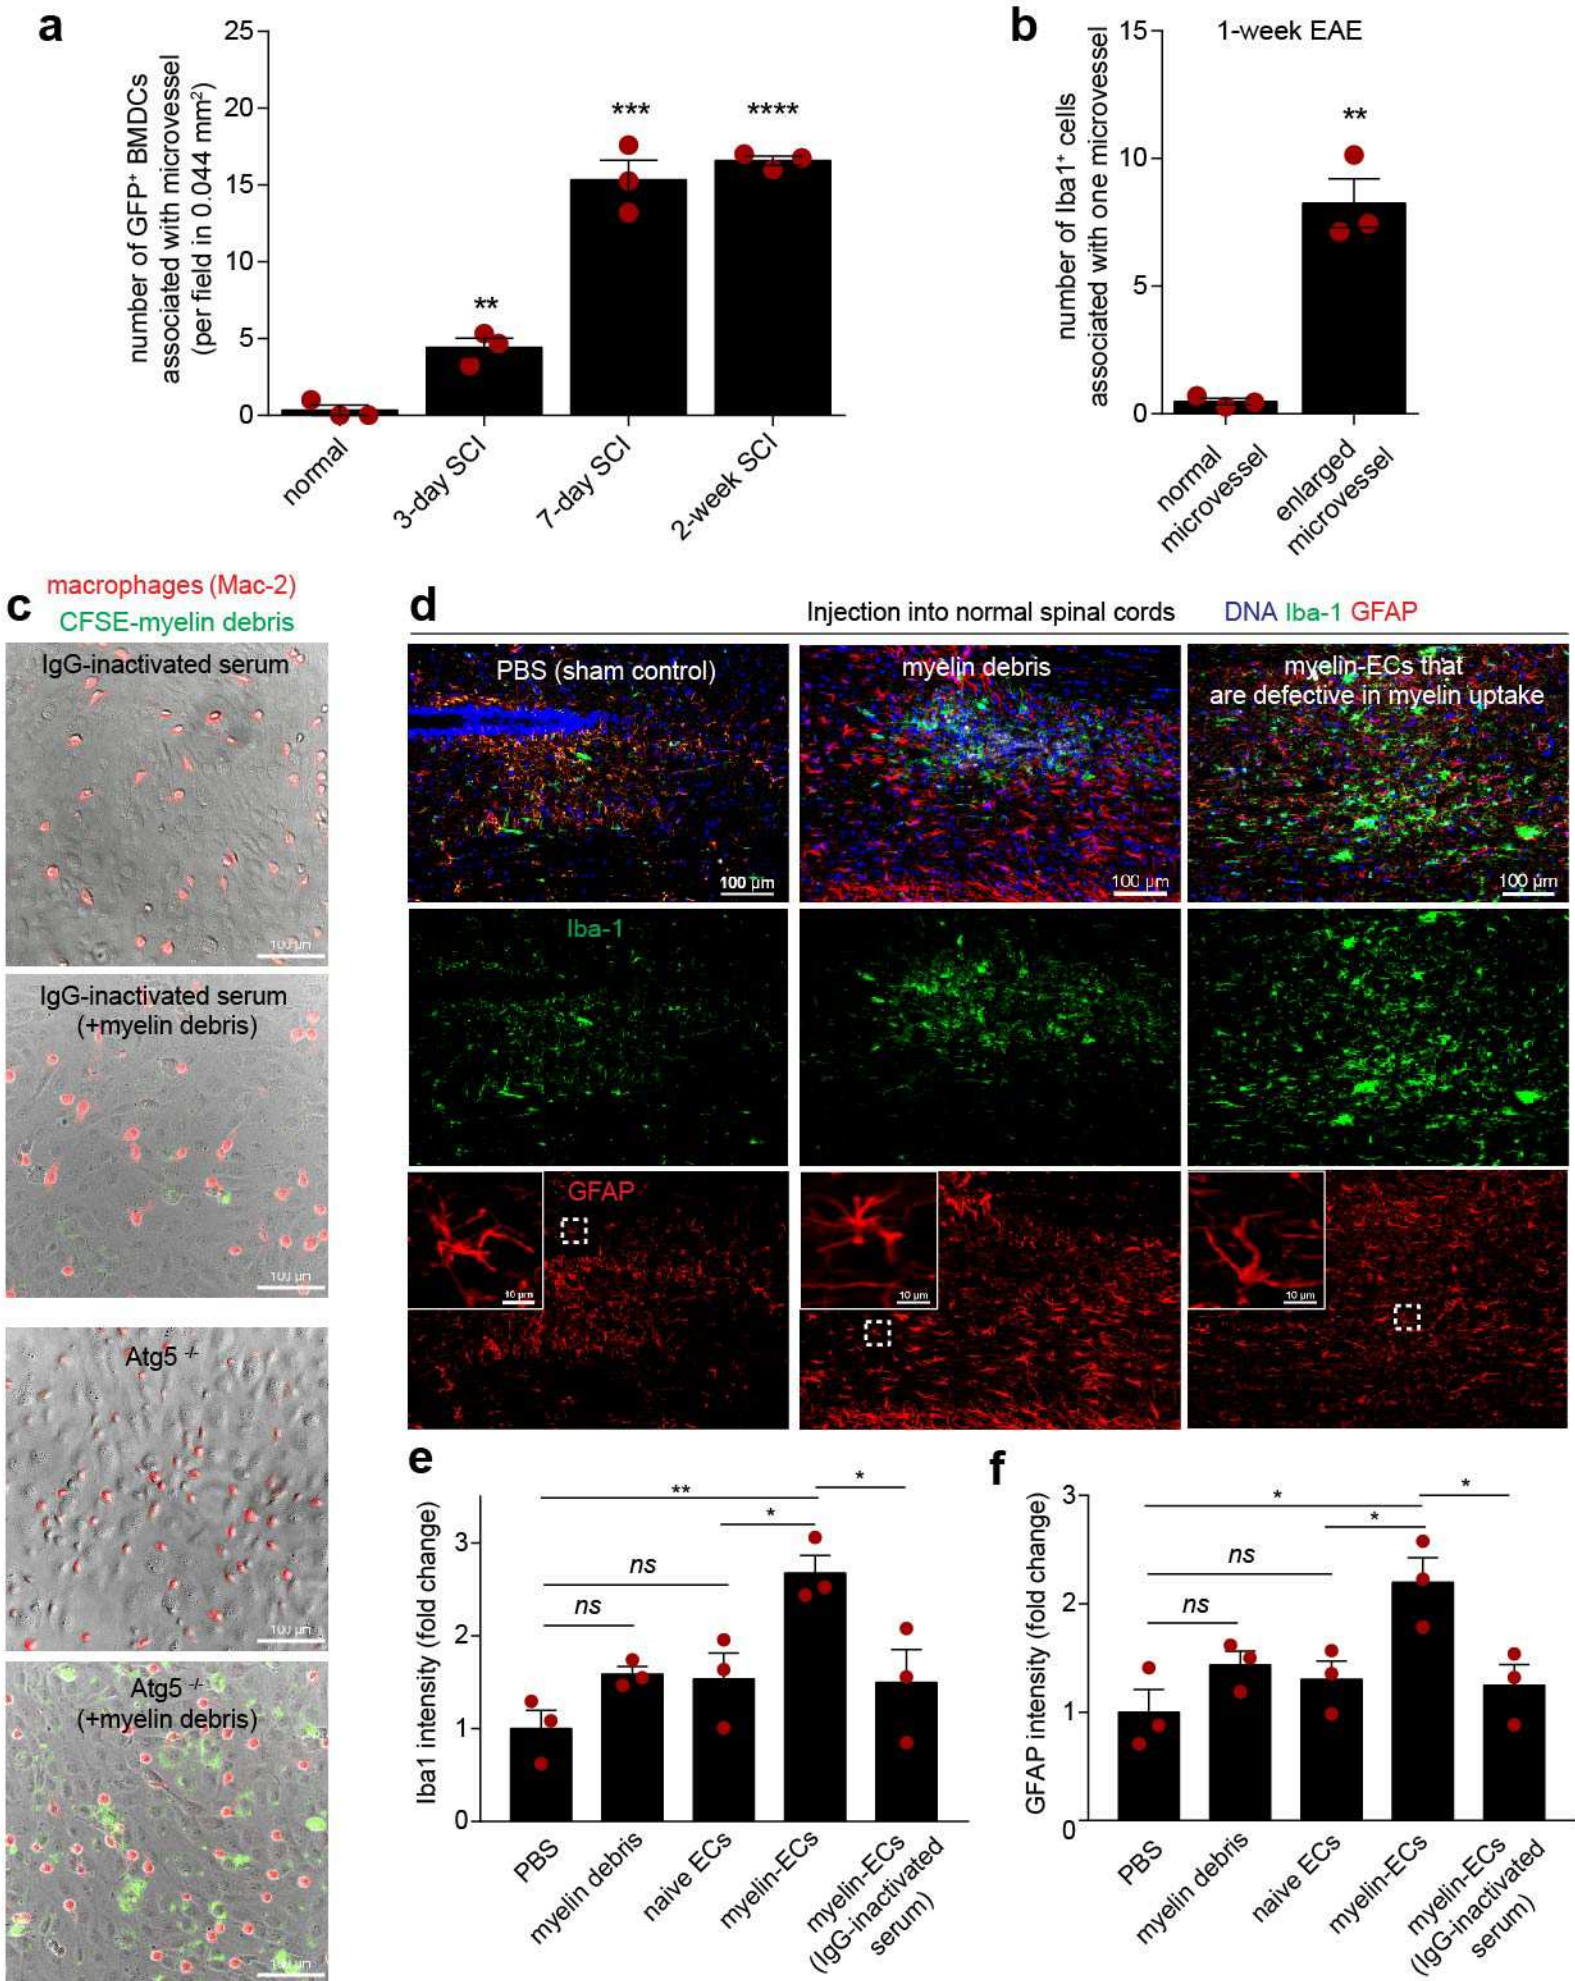 a
number of GFP⁺ BMDCs
associated with microvessel
(per field in 0.044 mm²)
25
20
15
10
5
0
**
***
****
normal
3-day SCI
7-day SCI
2-week SCI
b
1-week EAE
number of Iba1⁺ cells
associated with one microvessel
15
10
5
0
**
normal
microvessel
enlarged
microvessel
c
macrophages (Mac-2)
CFSE-myelin debris
IgG-inactivated serum
100 µm
IgG-inactivated serum
(+myelin debris)
100 µm
Atg5 -/-
100 µm
Atg5 -/-
(+myelin debris)
100 µm
d
Injection into normal spinal cords
DNA Iba-1 GFAP
PBS (sham control)
100 µm
myelin debris
100 µm
myelin-ECs that
are defective in myelin uptake
100 µm
Iba-1
GFAP
10 µm
10 µm
10 µm
e
Iba1 intensity (fold change)
3
2
1
0
**
*
*
ns
ns
PBS
myelin debris
naive ECs
myelin-ECs
myelin-ECs
(IgG-inactivated
serum)
f
GFAP intensity (fold change)
3
2
1
0
*
*
*
ns
ns
PBS
myelin debris
naive ECs
myelin-ECs
myelin-ECs
(IgG-inactivated
serum)